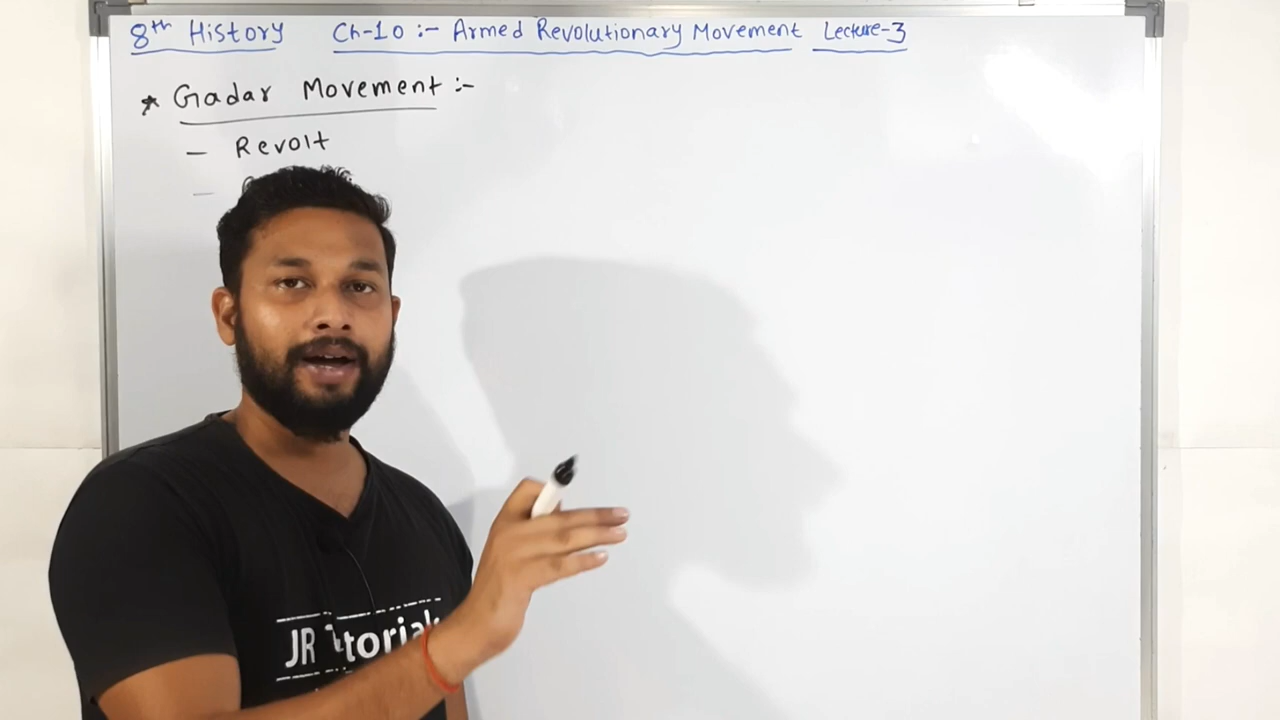 8th History Ch-10 :- Armed Revolutionary Movement Lecture-3
* Gadar Movement :-
- Revolt
-
JR Tutorials